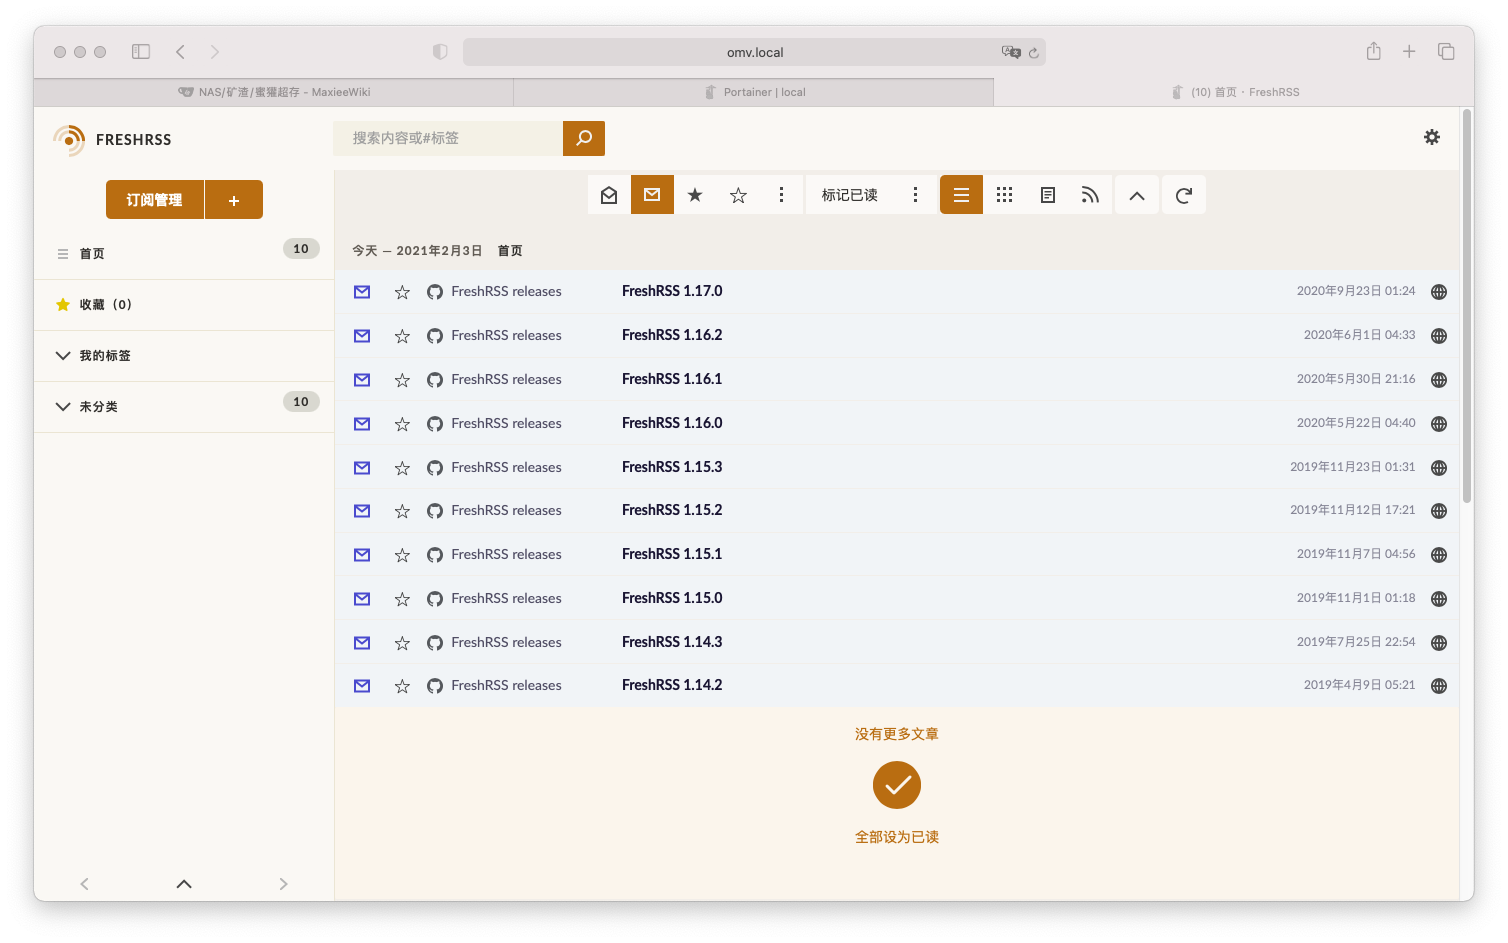 omv.local
NAS/矿渣/蜜獾超存 - MaxieeWiki
Portainer | local
(10) 首页 · FreshRSS
FRESHRSS
搜索内容或#标签
订阅管理
+
标记已读
首页 10
收藏（0）
我的标签
未分类 10
今天 — 2021年2月3日 首页
FreshRSS releases FreshRSS 1.17.0 2020年9月23日 01:24
FreshRSS releases FreshRSS 1.16.2 2020年6月1日 04:33
FreshRSS releases FreshRSS 1.16.1 2020年5月30日 21:16
FreshRSS releases FreshRSS 1.16.0 2020年5月22日 04:40
FreshRSS releases FreshRSS 1.15.3 2019年11月23日 01:31
FreshRSS releases FreshRSS 1.15.2 2019年11月12日 17:21
FreshRSS releases FreshRSS 1.15.1 2019年11月7日 04:56
FreshRSS releases FreshRSS 1.15.0 2019年11月1日 01:18
FreshRSS releases FreshRSS 1.14.3 2019年7月25日 22:54
FreshRSS releases FreshRSS 1.14.2 2019年4月9日 05:21
没有更多文章
全部设为已读